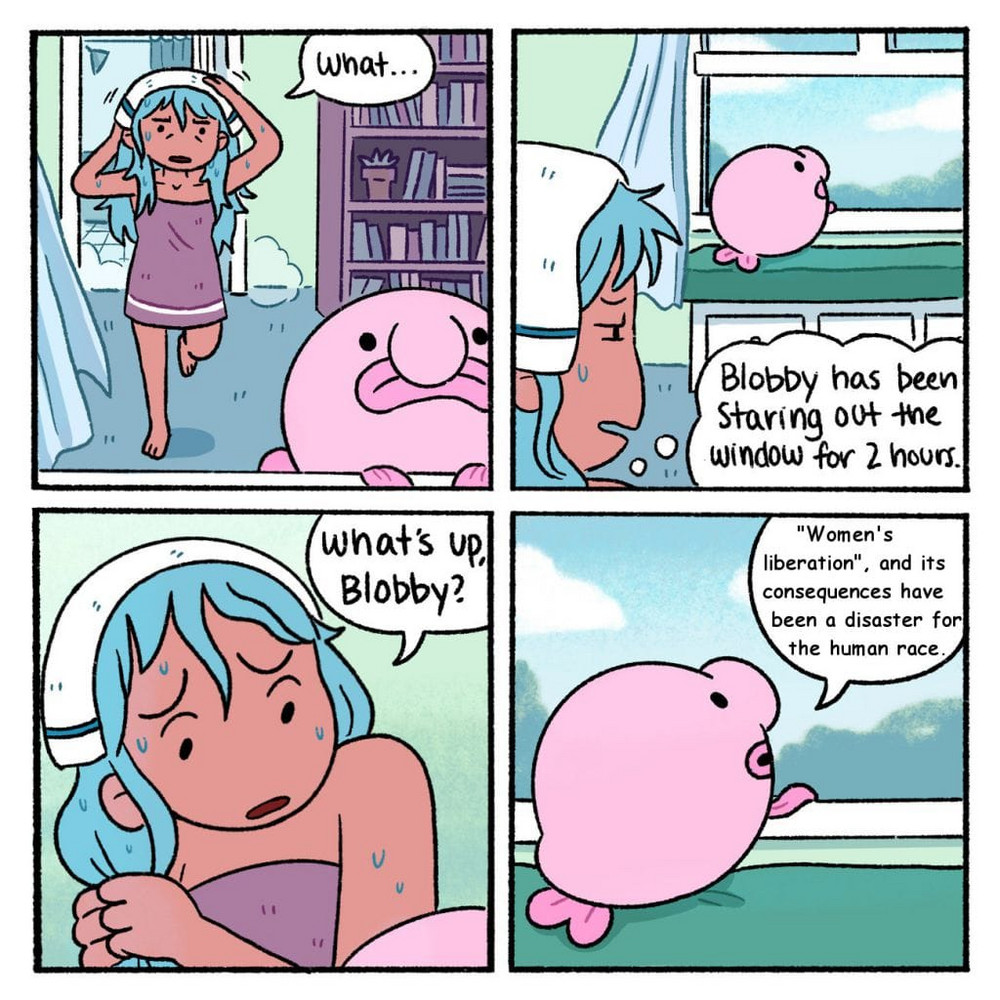 What...
Blobby has been
Staring out the
window for 2 hours.
What's up,
Blobby?
"Women's
liberation", and its
consequences have
been a disaster for
the human race.